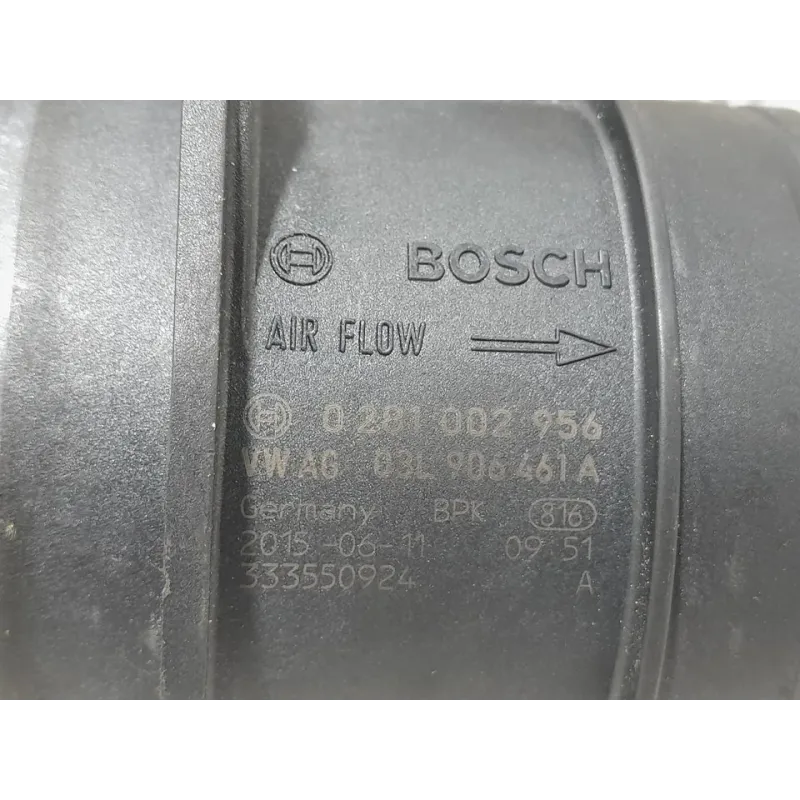 BOSCH
AIR FLOW
0 281 002 956
VW AG 03L 906 461 A
Germany BPK 816
2015-06-11 09:51
333550924 A